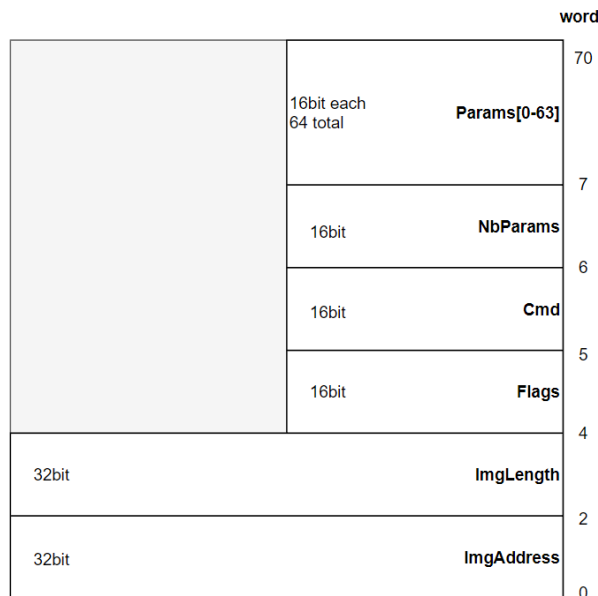 word
70
16bit each
64 total
Params[0-63]
7
16bit
NbParams
6
16bit
Cmd
5
16bit
Flags
4
32bit
ImgLength
2
32bit
ImgAddress
0